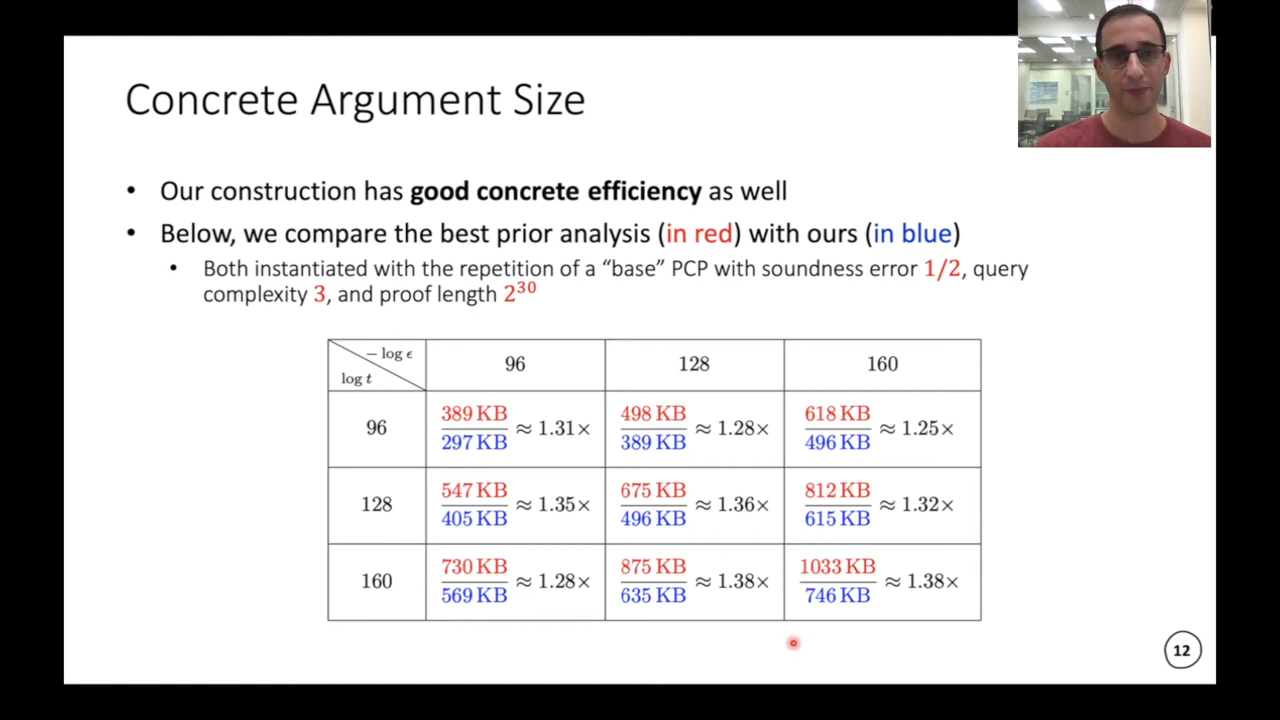 Concrete Argument Size
• Our construction has good concrete efficiency as well
• Below, we compare the best prior analysis (in red) with ours (in blue)
• Both instantiated with the repetition of a “base” PCP with soundness error 1/2, query
complexity 3, and proof length 2^30
− log ϵ
log t
96
128
160
96
389 KB
297 KB
≈ 1.31×
498 KB
389 KB
≈ 1.28×
618 KB
496 KB
≈ 1.25×
128
547 KB
405 KB
≈ 1.35×
675 KB
496 KB
≈ 1.36×
812 KB
615 KB
≈ 1.32×
160
730 KB
569 KB
≈ 1.28×
875 KB
635 KB
≈ 1.38×
1033 KB
746 KB
≈ 1.38×
12